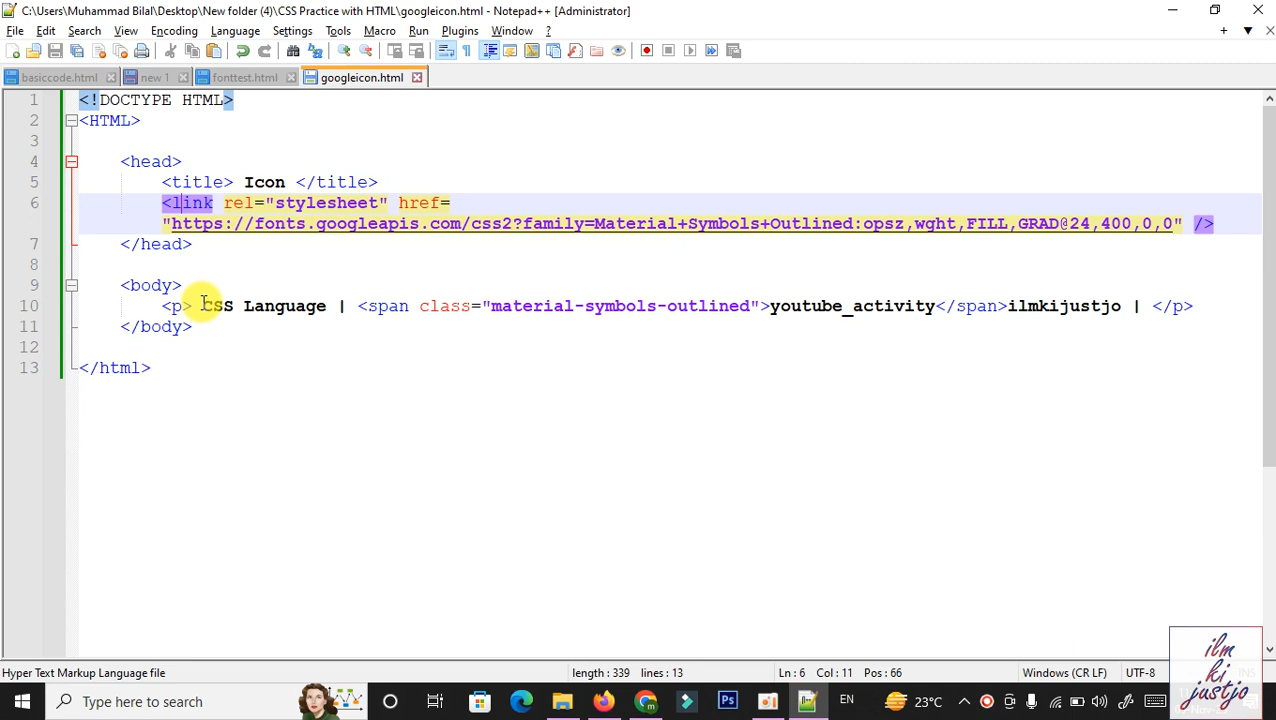 C:\Users\Muhammad Bilal\Desktop\New folder (4)\CSS Practice with HTML\googleicon.html - Notepad++ [Administrator]
File Edit Search View Encoding Language Settings Tools Macro Run Plugins Window ?
basiccode.html new 1 fonttest.html googleicon.html
1 <!DOCTYPE HTML>
2 <HTML>
3
4 <head>
5 <title> Icon </title>
6 <link rel="stylesheet" href=
"https://fonts.googleapis.com/css2?family=Material+Symbols+Outlined:opsz,wght,FILL,GRAD@24,400,0,0" />
7 </head>
8
9 <body>
10 <p> CSS Language | <span class="material-symbols-outlined">youtube_activity</span>ilmkijustjo | </p>
11 </body>
12
13 </html>
Hyper Text Markup Language file length : 339 lines : 13 Ln : 6 Col : 11 Pos : 66 Windows (CR LF) UTF-8 INS
ilm
ki
justjo
Type here to search EN 23°C